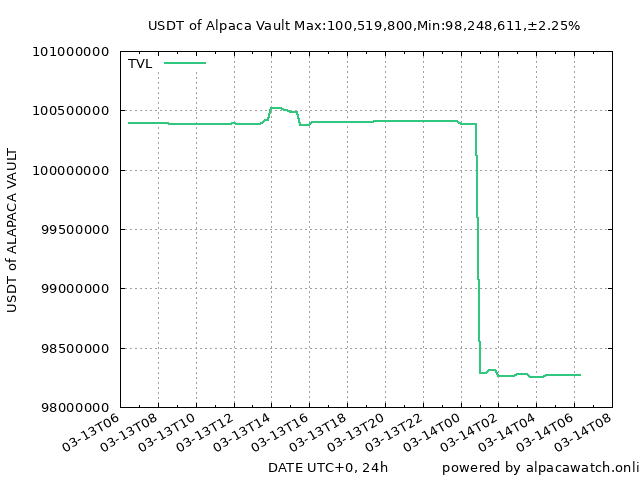 USDT of Alpaca Vault Max:100,519,800,Min:98,248,611,±2.25%
TVL
101000000
100500000
100000000
99500000
99000000
98500000
98000000
USDT of ALAPACA VAULT
03-13T06
03-13T08
03-13T10
03-13T12
03-13T14
03-13T16
03-13T18
03-13T20
03-13T22
03-14T00
03-14T02
03-14T04
03-14T06
03-14T08
DATE UTC+0, 24h
powered by alpacawatch.onli